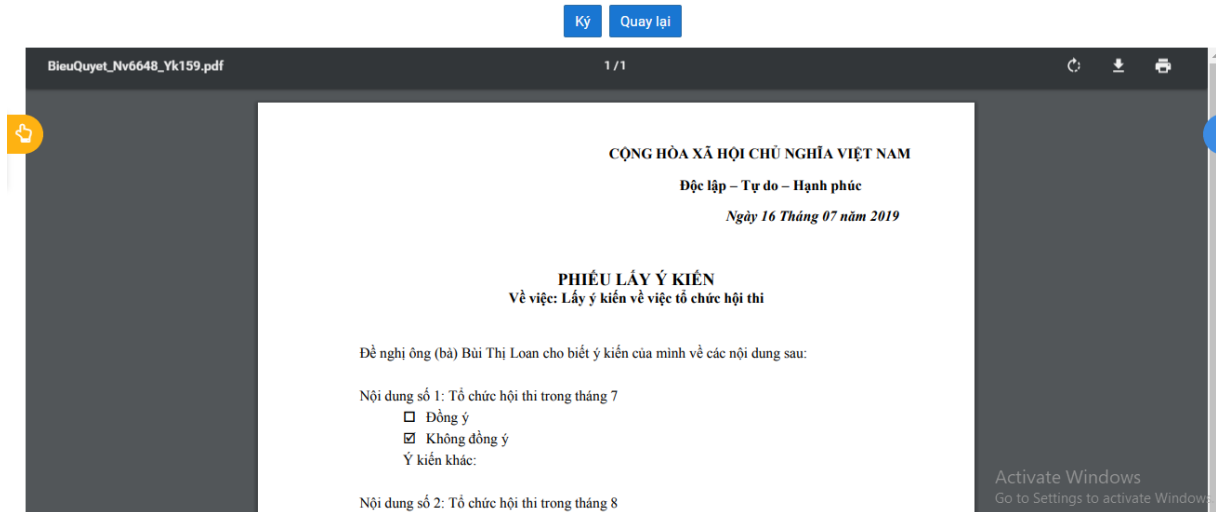 Ký Quay lại
BieuQuyet_Nv6648_Yk159.pdf 1 / 1
CỘNG HÒA XÃ HỘI CHỦ NGHĨA VIỆT NAM
Độc lập – Tự do – Hạnh phúc
Ngày 16 Tháng 07 năm 2019
PHIẾU LẤY Ý KIẾN
Về việc: Lấy ý kiến về việc tổ chức hội thi
Đề nghị ông (bà) Bùi Thị Loan cho biết ý kiến của mình về các nội dung sau:
Nội dung số 1: Tổ chức hội thi trong tháng 7
☐ Đồng ý
☑ Không đồng ý
Ý kiến khác:
Nội dung số 2: Tổ chức hội thi trong tháng 8
Activate Windows
Go to Settings to activate Windows